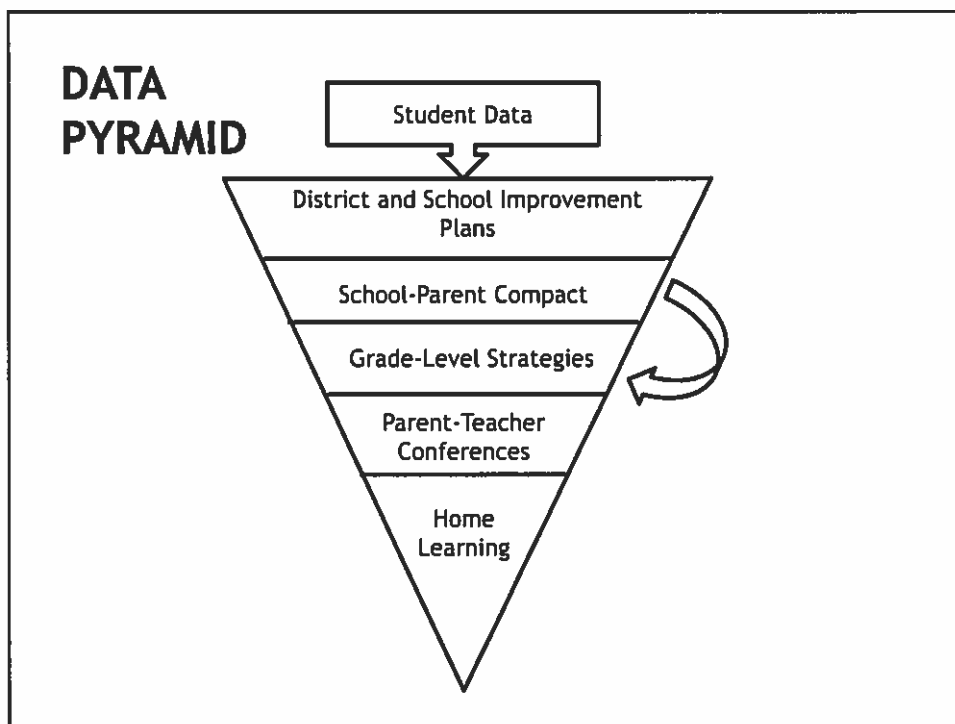 DATA
PYRAMID
Student Data
District and School Improvement
Plans
School-Parent Compact
Grade-Level Strategies
Parent-Teacher
Conferences
Home
Learning